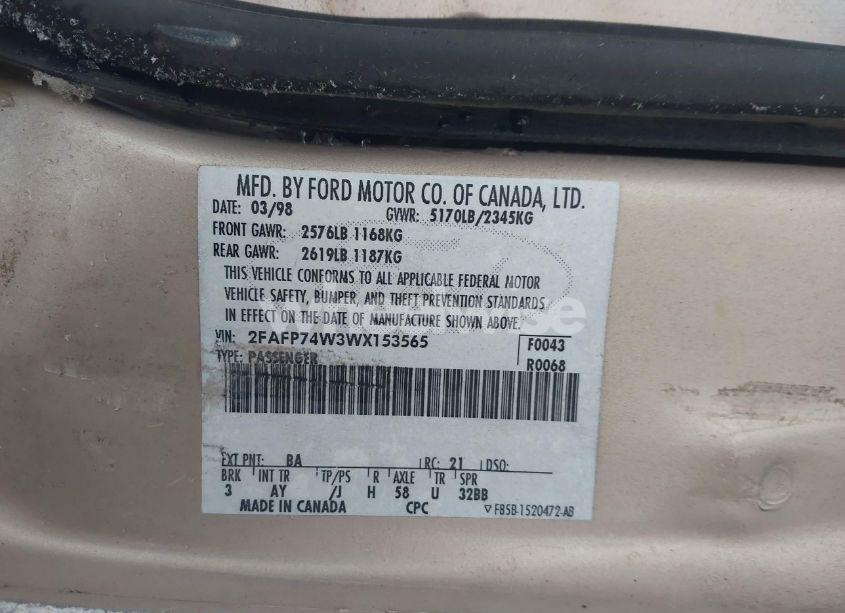 MFD. BY FORD MOTOR CO. OF CANADA, LTD.
DATE: 03/98 GVWR: 5170LB/2345KG
FRONT GAWR: 2576LB 1168KG
REAR GAWR: 2619LB 1187KG
THIS VEHICLE CONFORMS TO ALL APPLICABLE FEDERAL MOTOR
VEHICLE SAFETY, BUMPER, AND THEFT PREVENTION STANDARDS
IN EFFECT ON THE DATE OF MANUFACTURE SHOWN ABOVE.
VIN: 2FAFP74W3WX153565 F0043
TYPE: PASSENGER R0068
EXT PNT: BA RC: 21 DSO:
BRK INT TR TP/PS R AXLE TR SPR
3 AY /J H 58 U 32BB
MADE IN CANADA CPC ▽ F85B-1520472-AB